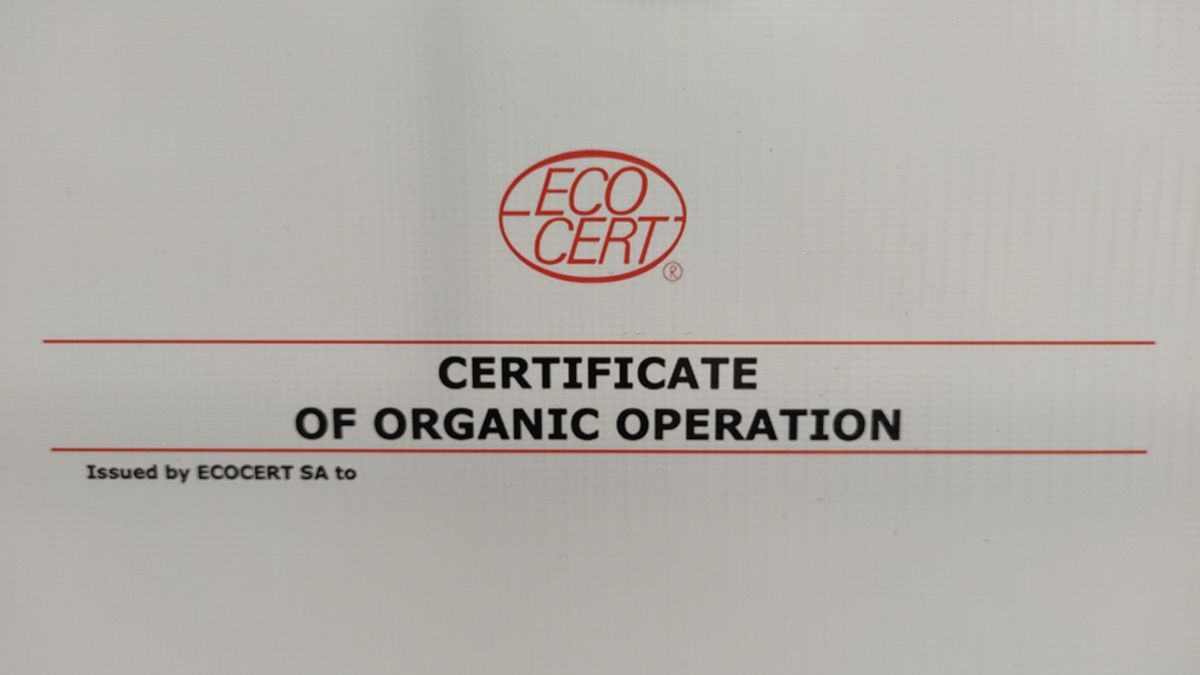 ECO
CERT
®
CERTIFICATE
OF ORGANIC OPERATION
Issued by ECOCERT SA to